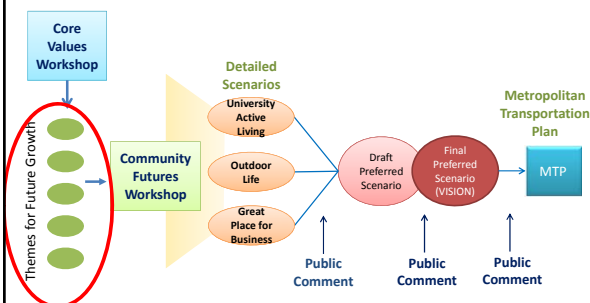 Core
Values
Workshop
Themes for Future Growth
Community
Futures
Workshop
Detailed
Scenarios
University
Active
Living
Outdoor
Life
Great
Place for
Business
Draft
Preferred
Scenario
Final
Preferred
Scenario
(VISION)
Metropolitan
Transportation
Plan
MTP
Public
Comment
Public
Comment
Public
Comment